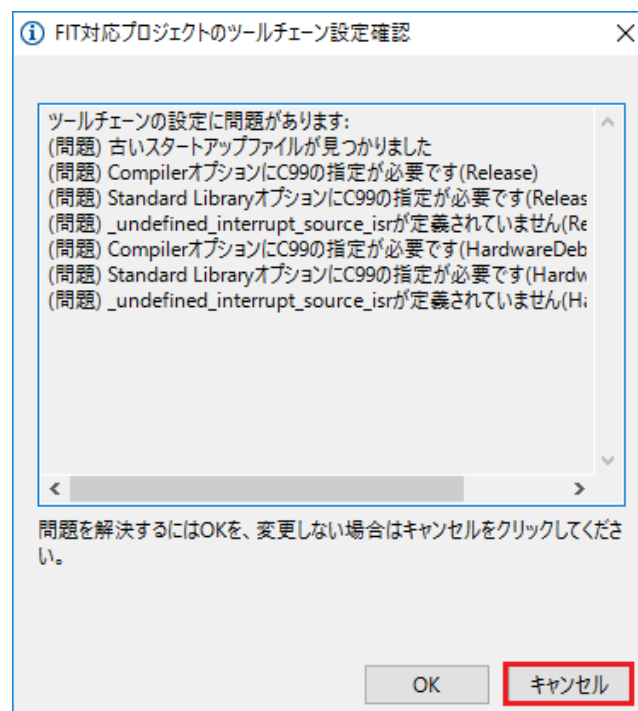 FIT対応プロジェクトのツールチェーン設定確認
ツールチェーンの設定に問題があります:
(問題) 古いスタートアップファイルが見つかりました
(問題) CompilerオプションにC99の指定が必要です(Release)
(問題) Standard LibraryオプションにC99の指定が必要です(Releas
(問題) _undefined_interrupt_source_isrが定義されていません(Re
(問題) CompilerオプションにC99の指定が必要です(HardwareDeb
(問題) Standard LibraryオプションにC99の指定が必要です(Hardw
(問題) _undefined_interrupt_source_isrが定義されていません(Ha
問題を解決するにはOKを、変更しない場合はキャンセルをクリックしてくださ
い。
OK キャンセル